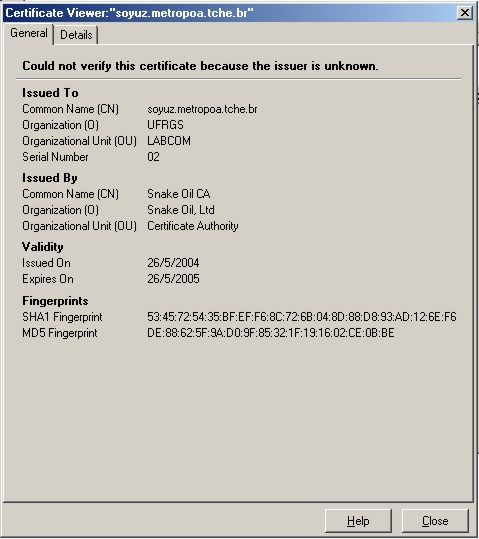 Certificate Viewer:"soyuz.metropoa.tche.br"
General Details
Could not verify this certificate because the issuer is unknown.
Issued To
Common Name (CN) soyuz.metropoa.tche.br
Organization (O) UFRGS
Organizational Unit (OU) LABCOM
Serial Number 02
Issued By
Common Name (CN) Snake Oil CA
Organization (O) Snake Oil, Ltd
Organizational Unit (OU) Certificate Authority
Validity
Issued On 26/5/2004
Expires On 26/5/2005
Fingerprints
SHA1 Fingerprint 53:45:72:54:35:BF:EF:F6:8C:72:6B:04:8D:88:D8:93:AD:12:6E:F6
MD5 Fingerprint DE:88:62:5F:9A:D0:9F:85:32:1F:19:16:02:CE:0B:BE
Help Close